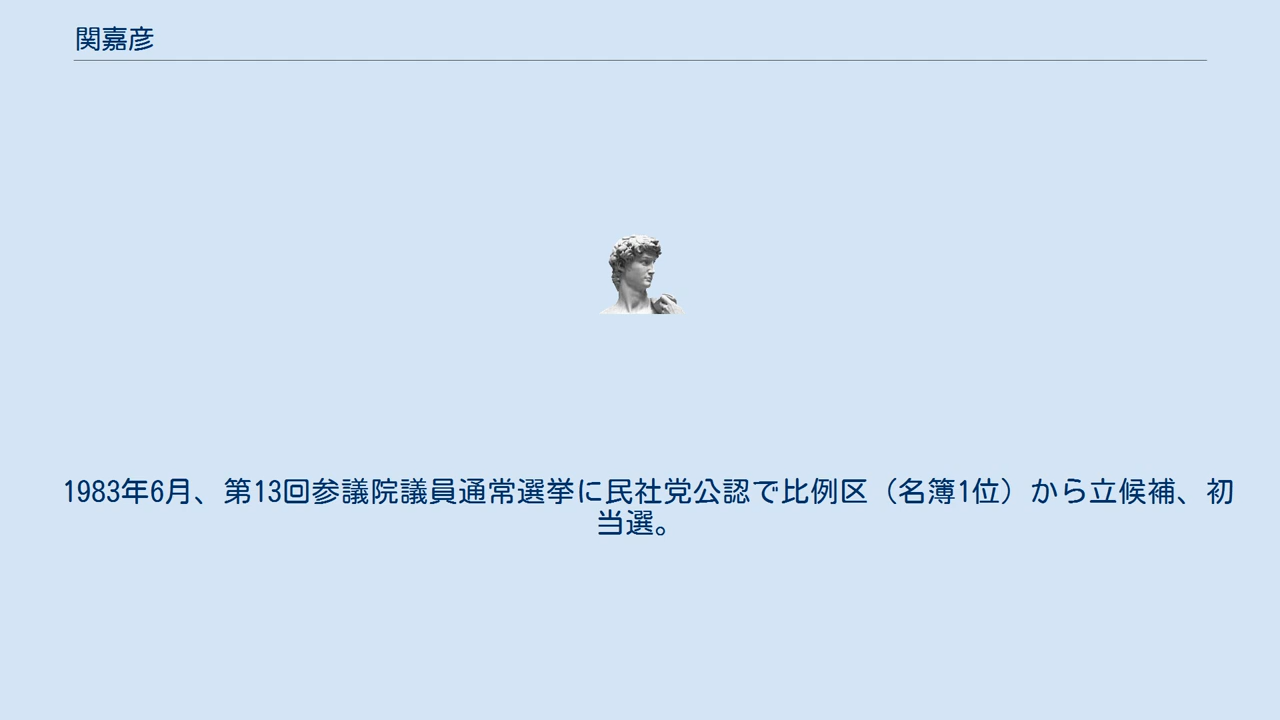 関嘉彦
1983年6月、第13回参議院議員通常選挙に民社党公認で比例区（名簿1位）から立候補、初
当選。